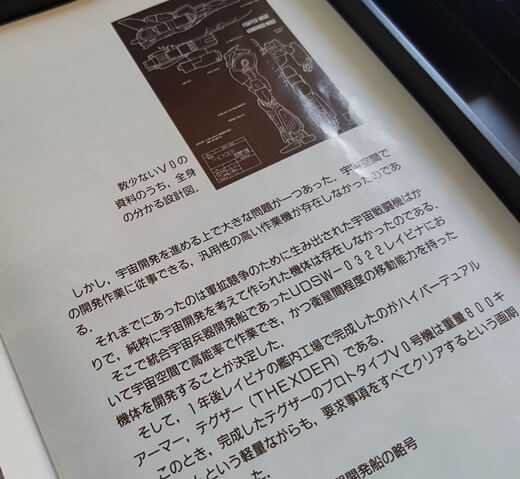 FIGHTER MODE
HUMANOID MODE
THEXDER
数少ないV0の
資料のうち，全身
の分かる設計図．
しかし，宇宙開発を進める上で大きな問題が一つあった．宇宙空間で
の開発作業に従事できる，汎用性の高い作業機が存在しなかったのであ
る．
それまでにあったのは軍拡競争のために生み出された宇宙戦闘機ばか
りで，純粋に宇宙開発を考えて作られた機体は存在しなかったのである．
そこで統合宇宙兵器開発船であったUDSW－0322レイピナにお
いて宇宙空間で高能率で作業でき，かつ衛星間程度の移動能力を持った
機体を開発することが決定した．
そして，1年後レイピナの艦内工場で完成したのがハイパーデュアル
アーマー，テグザー（THEXDER）である．
このとき，完成したテグザーのプロトタイプV0号機は重量800キ
という軽量ながらも，要求事項をすべてクリアするという画期
た．
開発船の略号